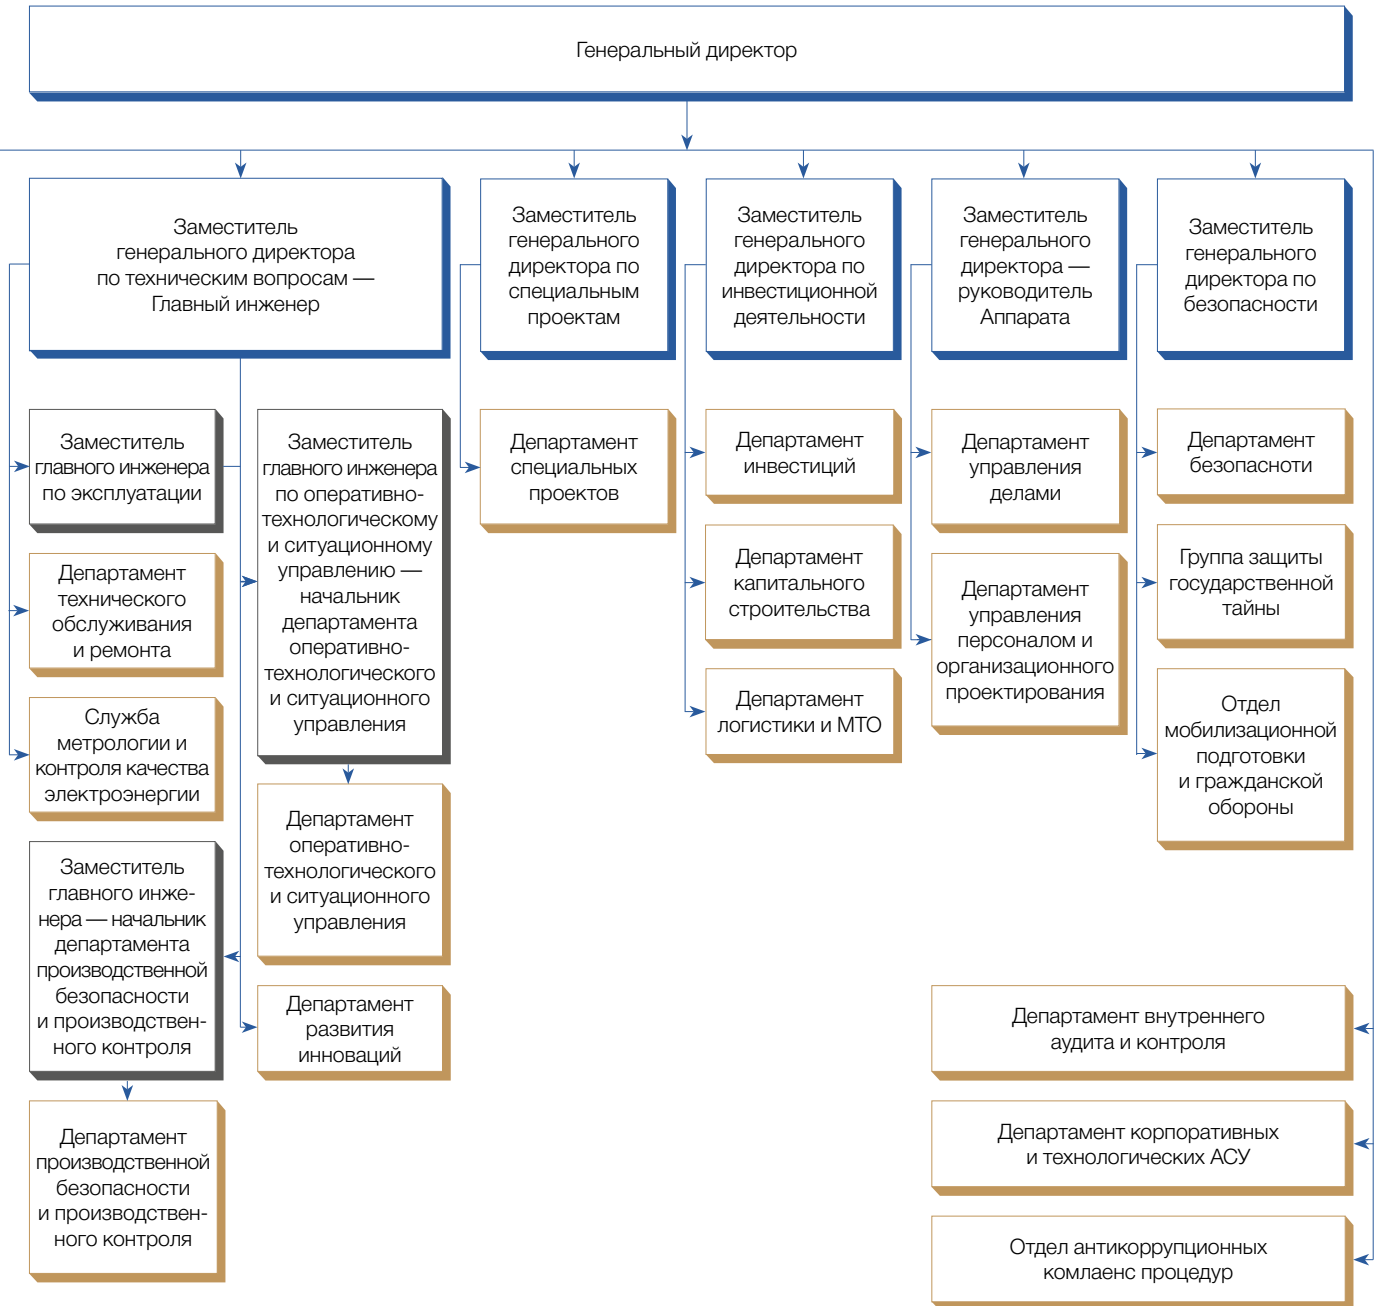 Генеральный директор
Заместитель
генерального директора
по техническим вопросам —
Главный инженер
Заместитель
генерального
директора по
специальным
проектам
Заместитель
генерального
директора по
инвестиционной
деятельности
Заместитель
генерального
директора —
руководитель
Аппарата
Заместитель
генерального
директора по
безопасности
Заместитель
главного инженера
по эксплуатации
Департамент
технического
обслуживания
и ремонта
Служба
метрологии и
контроля качества
электроэнергии
Заместитель
главного инже-
нера — начальник
департамента
производственной
безопасности
и производствен-
ного контроля
Департамент
производственной
безопасности
и производствен-
ного контроля
Заместитель
главного инженера
по оперативно-
технологическому
и ситуационному
управлению —
начальник
департамента
оперативно-
технологического
и ситуационного
управления
Департамент
оперативно-
технологического
и ситуационного
управления
Департамент
развития
инноваций
Департамент
специальных
проектов
Департамент
инвестиций
Департамент
капитального
строительства
Департамент
логистики и МТО
Департамент
управления
делами
Департамент
управления
персоналом и
организационного
проектирования
Департамент
безопасноти
Группа защиты
государственной
тайны
Отдел
мобилизационной
подготовки
и гражданской
обороны
Департамент внутреннего
аудита и контроля
Департамент корпоративных
и технологических АСУ
Отдел антикоррупционных
комлаенс процедур